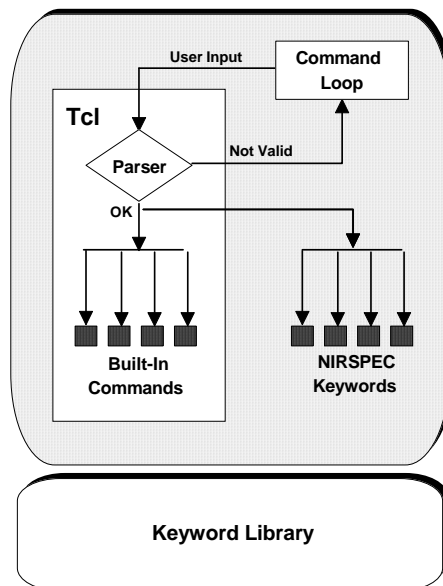 User Input
Command
Loop
Tcl
Parser
Not Valid
OK
Built-In
Commands
NIRSPEC
Keywords
Keyword Library